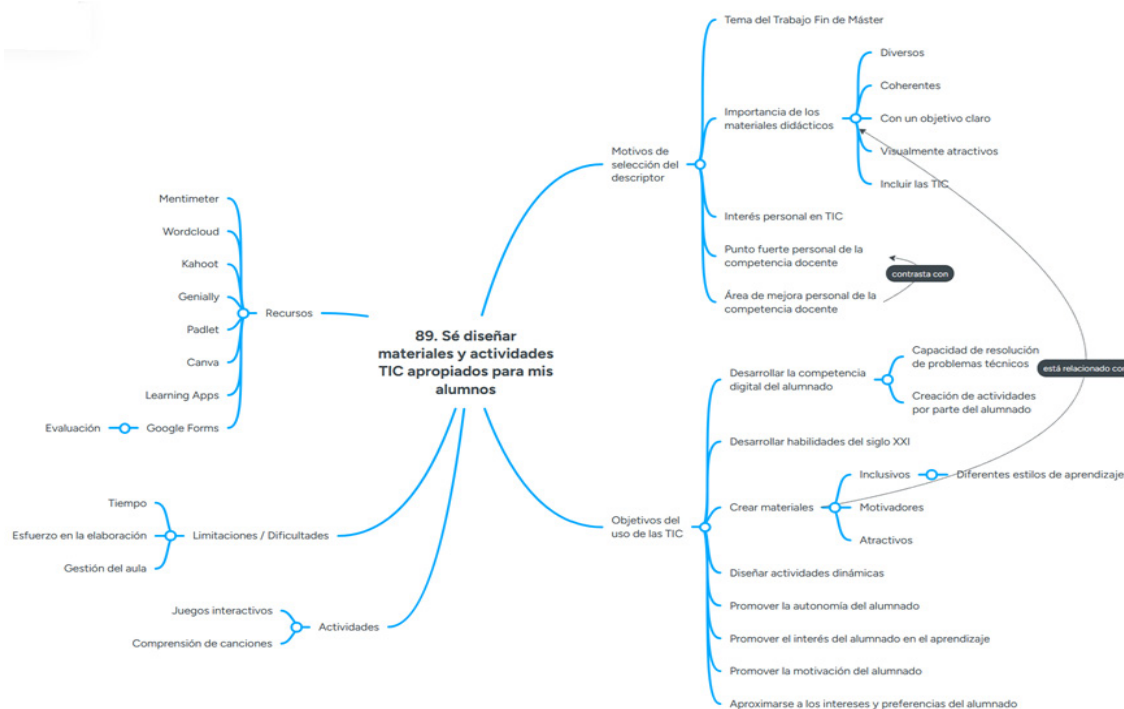 89. Sé diseñar
materiales y actividades
TIC apropiados para mis
alumnos
Motivos de
selección del
descriptor
Tema del Trabajo Fin de Máster
Importancia de los
materiales didácticos
Diversos
Coherentes
Con un objetivo claro
Visualmente atractivos
Incluir las TIC
Interés personal en TIC
Punto fuerte personal de la
competencia docente
contrasta con
Área de mejora personal de la
competencia docente
Objetivos del
uso de las TIC
Desarrollar la competencia
digital del alumnado
Capacidad de resolución
de problemas técnicos
Creación de actividades
por parte del alumnado
está relacionado con
Desarrollar habilidades del siglo XXI
Crear materiales
Inclusivos
Diferentes estilos de aprendizaje
Motivadores
Atractivos
Diseñar actividades dinámicas
Promover la autonomía del alumnado
Promover el interés del alumnado en el aprendizaje
Promover la motivación del alumnado
Aproximarse a los intereses y preferencias del alumnado
Recursos
Mentimeter
Wordcloud
Kahoot
Genially
Padlet
Canva
Learning Apps
Google Forms
Evaluación
Limitaciones / Dificultades
Tiempo
Esfuerzo en la elaboración
Gestión del aula
Actividades
Juegos interactivos
Comprensión de canciones